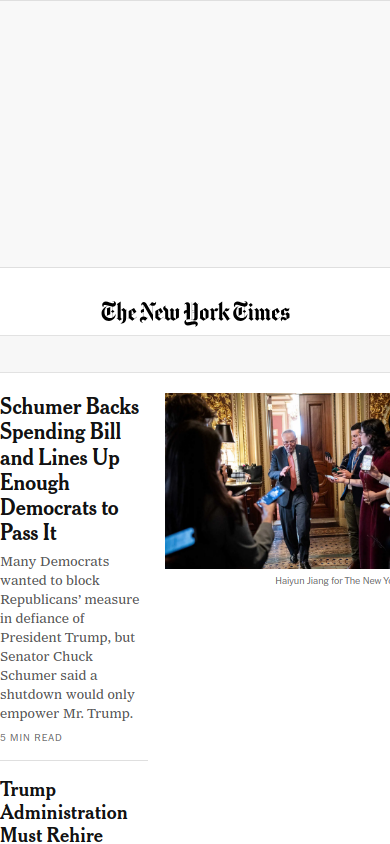 The New York Times
Schumer Backs
Spending Bill
and Lines Up
Enough
Democrats to
Pass It
Many Democrats
wanted to block
Republicans’ measure
in defiance of
President Trump, but
Senator Chuck
Schumer said a
shutdown would only
empower Mr. Trump.
5 MIN READ
Haiyun Jiang for The New
Trump
Administration
Must Rehire